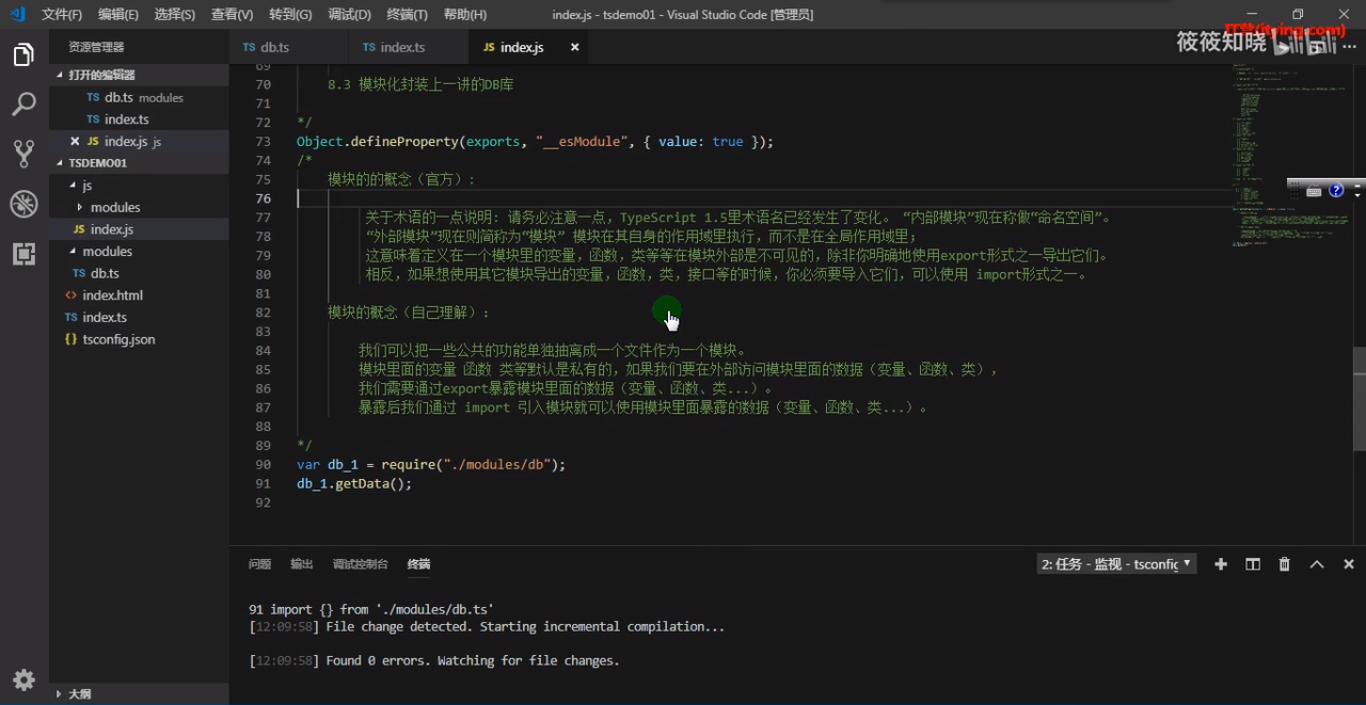 文件(F) 编辑(E) 选择(S) 查看(V) 转到(G) 调试(D) 终端(T) 帮助(H) index.js - tsdemo01 - Visual Studio Code [管理员]
IT营(itying.com)
筱筱知晓 bilibili
资源管理器
TS db.ts TS index.ts JS index.js
打开的编辑器
TS db.ts modules
TS index.ts
JS index.js js
TSDEMO01
js
modules
JS index.js
modules
TS db.ts
<> index.html
TS index.ts
{} tsconfig.json
大纲
69
70 8.3 模块化封装上一讲的DB库
71
72 */
73 Object.defineProperty(exports, "__esModule", { value: true });
74 /*
75 模块的的概念（官方）:
76
77 关于术语的一点说明: 请务必注意一点，TypeScript 1.5里术语名已经发生了变化。 “内部模块”现在称做“命名空间”。
78 “外部模块”现在则简称为“模块” 模块在其自身的作用域里执行，而不是在全局作用域里；
79 这意味着定义在一个模块里的变量，函数，类等等在模块外部是不可见的，除非你明确地使用export形式之一导出它们。
80 相反，如果想使用其它模块导出的变量，函数，类，接口等的时候，你必须要导入它们，可以使用 import形式之一。
81
82 模块的概念（自己理解）:
83
84 我们可以把一些公共的功能单独抽离成一个文件作为一个模块。
85 模块里面的变量 函数 类等默认是私有的，如果我们要在外部访问模块里面的数据（变量、函数、类），
86 我们需要通过export暴露模块里面的数据（变量、函数、类...）。
87 暴露后我们通过 import 引入模块就可以使用模块里面暴露的数据（变量、函数、类...）。
88
89 */
90 var db_1 = require("./modules/db");
91 db_1.getData();
92
问题 输出 调试控制台 终端 2: 任务 - 监视 - tsconfig
91 import {} from './modules/db.ts'
[12:09:58] File change detected. Starting incremental compilation...
[12:09:58] Found 0 errors. Watching for file changes.